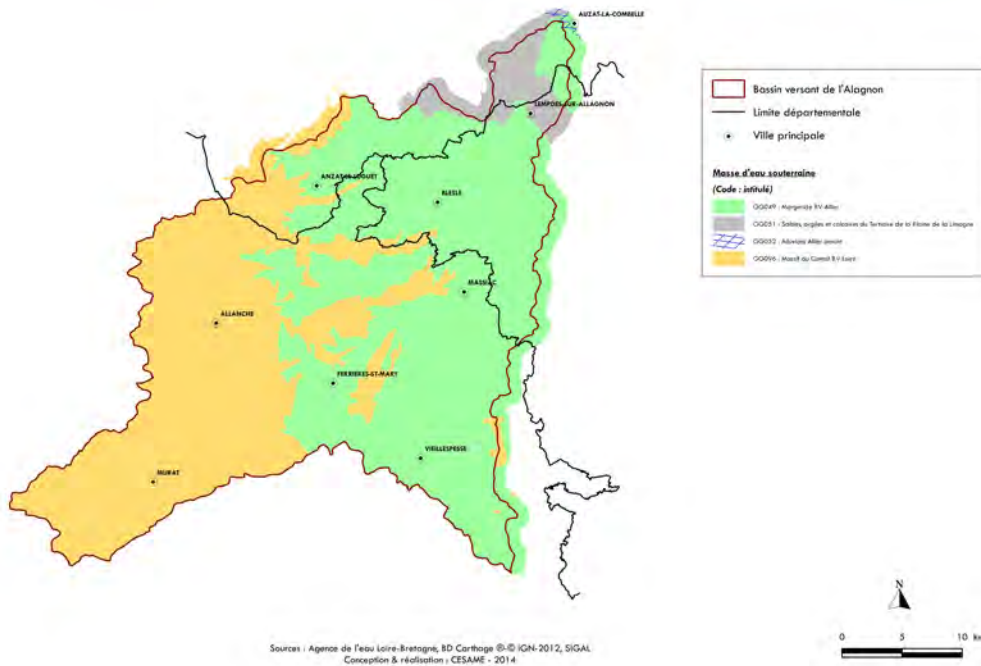 AUZAT-LA-COMBELLE
LEMPDES-SUR-ALLAGNON
ANZAT-LE-LUGUET
BLESLE
MASSIAC
ALLANCHE
FERRIERES-ST-MARY
VIEILLESPESSE
MURAT
Bassin versant de l'Alagnon
Limite départementale
Ville principale
Masse d'eau souterraine
(Code : intitulé)
GG049 : Margeride BV Allier
GG051 : Sables, argiles et calcaires du Tertiaire de la Plaine de la Limagne
GG052 : Alluvions Allier amont
GG096 : Massif du Cantal BV Loire
N
0 5 10 km
Sources : Agence de l'eau Loire-Bretagne, BD Carthage ®-© IGN-2012, SIGAL
Conception & réalisation : CESAME - 2014